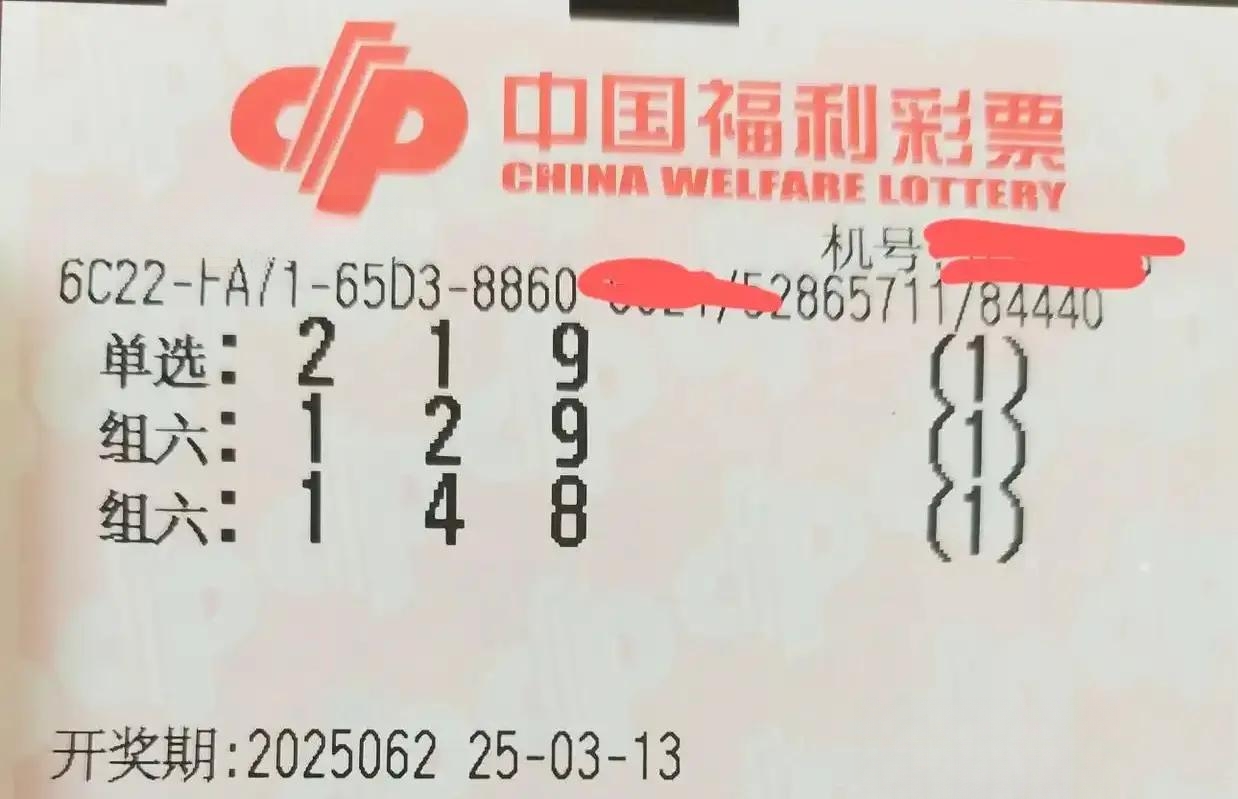 中国福利彩票
CHINA WELFARE LOTTERY
机号:
6C22-FA/1-65D3-8860 /52865711/84440
单选: 2 1 9 (1)
组六: 1 2 9 (1)
组六: 1 4 8 (1)
开奖期:2025062 25-03-13